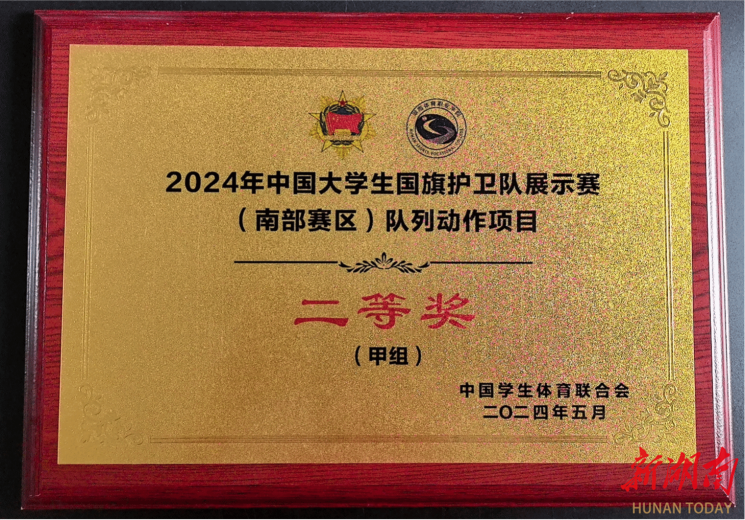 2024年中国大学生国旗护卫队展示赛
（南部赛区）队列动作项目
二等奖
（甲组）
中国学生体育联合会
二〇二四年五月
新湖南
HUNAN TODAY